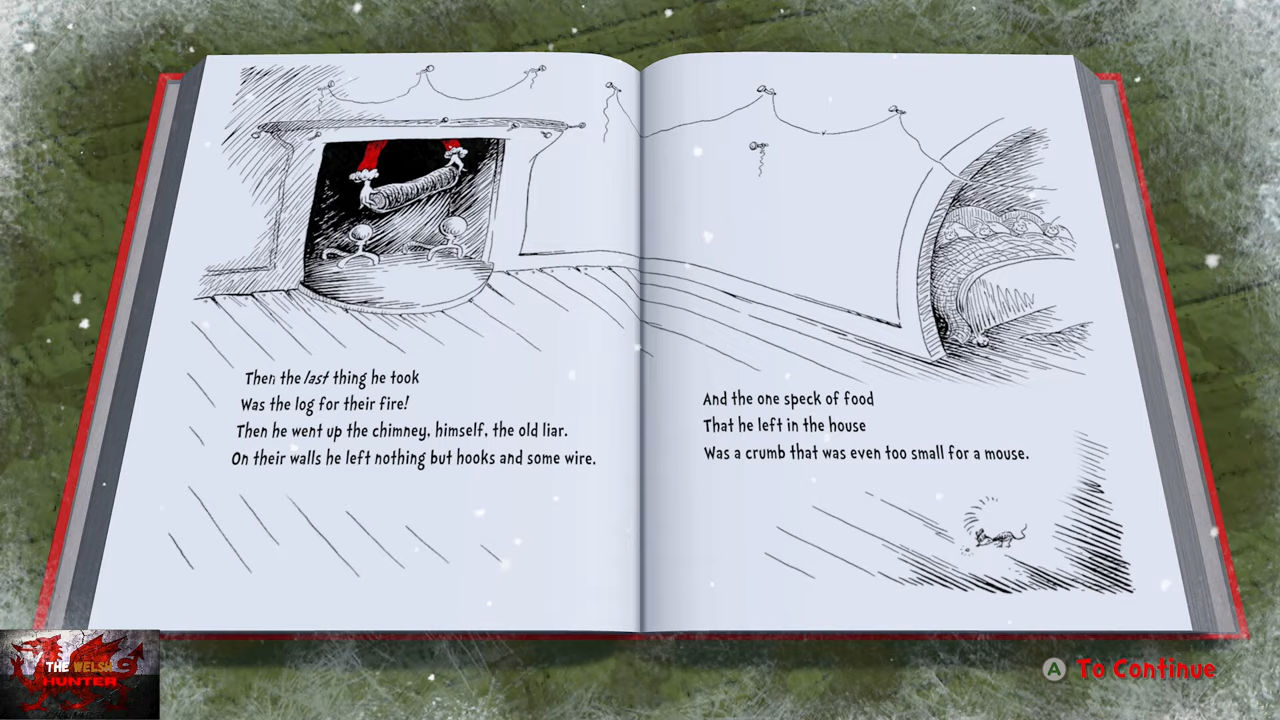 Then the last thing he took
Was the log for their fire!
Then he went up the chimney, himself, the old liar.
On their walls he left nothing but hooks and some wire.
And the one speck of food
That he left in the house
Was a crumb that was even too small for a mouse.
THE WELSH
HUNTER
A To Continue